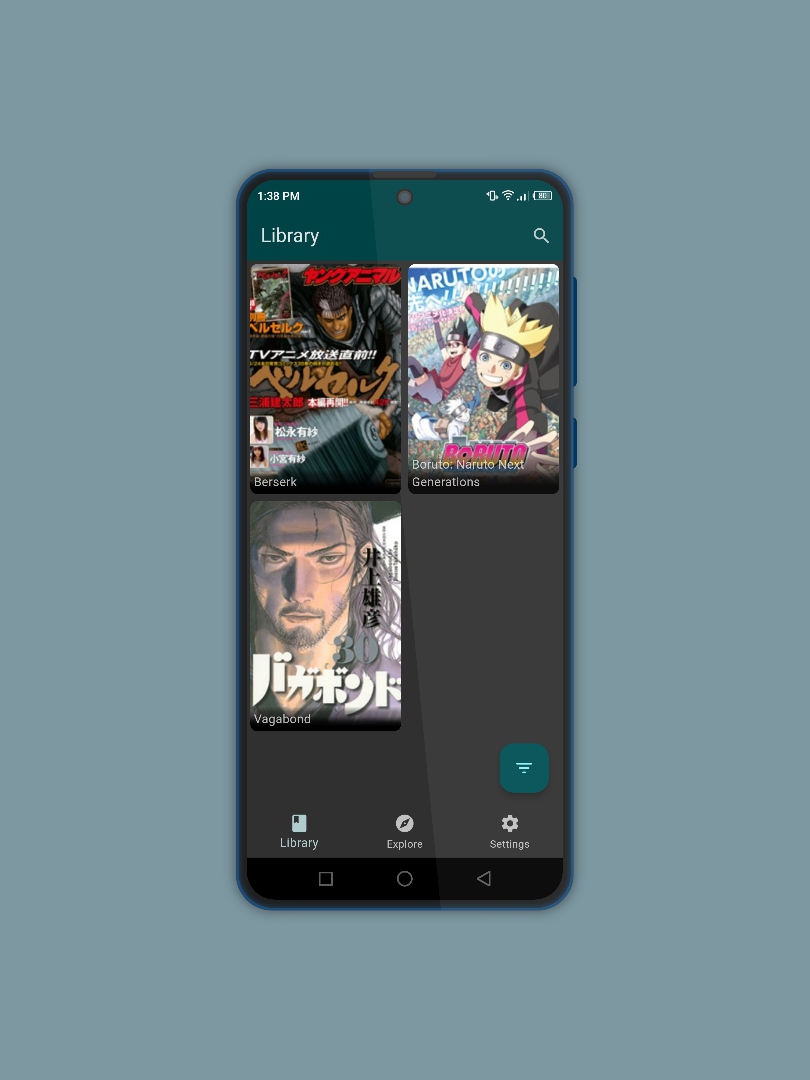 1:38 PM
80
Library
ヤングアニマル
ベルセルク
TVアニメ放送直前!!
ベルセルク
三浦建太郎 本編再開!!
松永有紗
小宮有紗
Berserk
NARUTOの
先へ!!
BORUTO
Boruto: Naruto Next
Generations
井上雄彦
30
バガボンド
Vagabond
Library
Explore
Settings